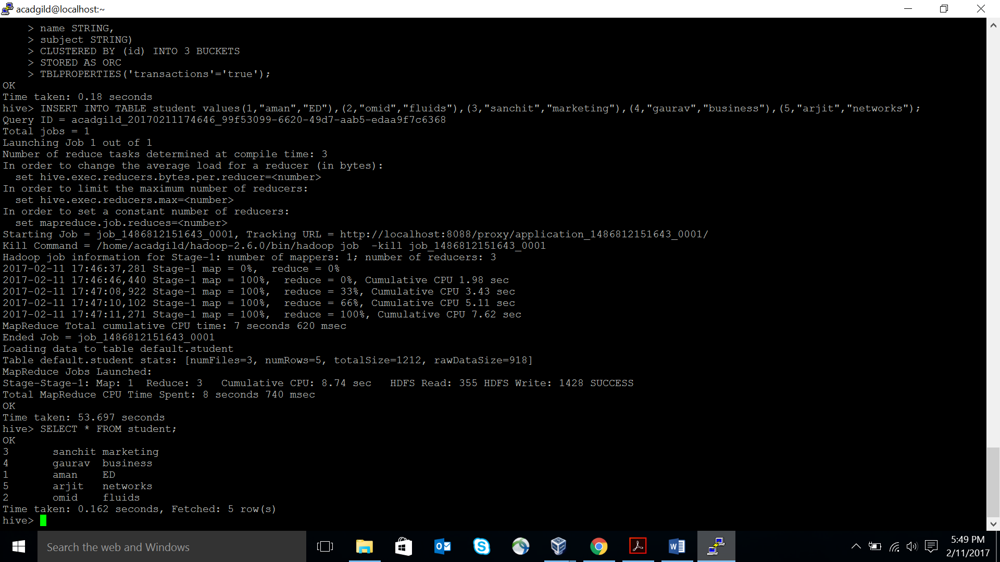 acadgild@localhost:~
    > name STRING,
    > subject STRING)
    > CLUSTERED BY (id) INTO 3 BUCKETS
    > STORED AS ORC
    > TBLPROPERTIES('transactions'='true');
OK
Time taken: 0.18 seconds
hive> INSERT INTO TABLE student values(1,"aman","ED"),(2,"omid","fluids"),(3,"sanchit","marketing"),(4,"gaurav","business"),(5,"arjit","networks");
Query ID = acadgild_20170211174646_99f53099-6620-49d7-aab5-edaa9f7c6368
Total jobs = 1
Launching Job 1 out of 1
Number of reduce tasks determined at compile time: 3
In order to change the average load for a reducer (in bytes):
  set hive.exec.reducers.bytes.per.reducer=<number>
In order to limit the maximum number of reducers:
  set hive.exec.reducers.max=<number>
In order to set a constant number of reducers:
  set mapreduce.job.reduces=<number>
Starting Job = job_1486812151643_0001, Tracking URL = http://localhost:8088/proxy/application_1486812151643_0001/
Kill Command = /home/acadgild/hadoop-2.6.0/bin/hadoop job  -kill job_1486812151643_0001
Hadoop job information for Stage-1: number of mappers: 1; number of reducers: 3
2017-02-11 17:46:37,281 Stage-1 map = 0%,  reduce = 0%
2017-02-11 17:46:46,440 Stage-1 map = 100%,  reduce = 0%, Cumulative CPU 1.98 sec
2017-02-11 17:47:08,922 Stage-1 map = 100%,  reduce = 33%, Cumulative CPU 3.43 sec
2017-02-11 17:47:10,102 Stage-1 map = 100%,  reduce = 66%, Cumulative CPU 5.11 sec
2017-02-11 17:47:11,271 Stage-1 map = 100%,  reduce = 100%, Cumulative CPU 7.62 sec
MapReduce Total cumulative CPU time: 7 seconds 620 msec
Ended Job = job_1486812151643_0001
Loading data to table default.student
Table default.student stats: [numFiles=3, numRows=5, totalSize=1212, rawDataSize=918]
MapReduce Jobs Launched:
Stage-Stage-1: Map: 1  Reduce: 3   Cumulative CPU: 8.74 sec   HDFS Read: 355 HDFS Write: 1428 SUCCESS
Total MapReduce CPU Time Spent: 8 seconds 740 msec
OK
Time taken: 53.697 seconds
hive> SELECT * FROM student;
OK
3       sanchit marketing
4       gaurav  business
1       aman    ED
5       arjit   networks
2       omid    fluids
Time taken: 0.162 seconds, Fetched: 5 row(s)
hive>
Search the web and Windows
5:49 PM
2/11/2017